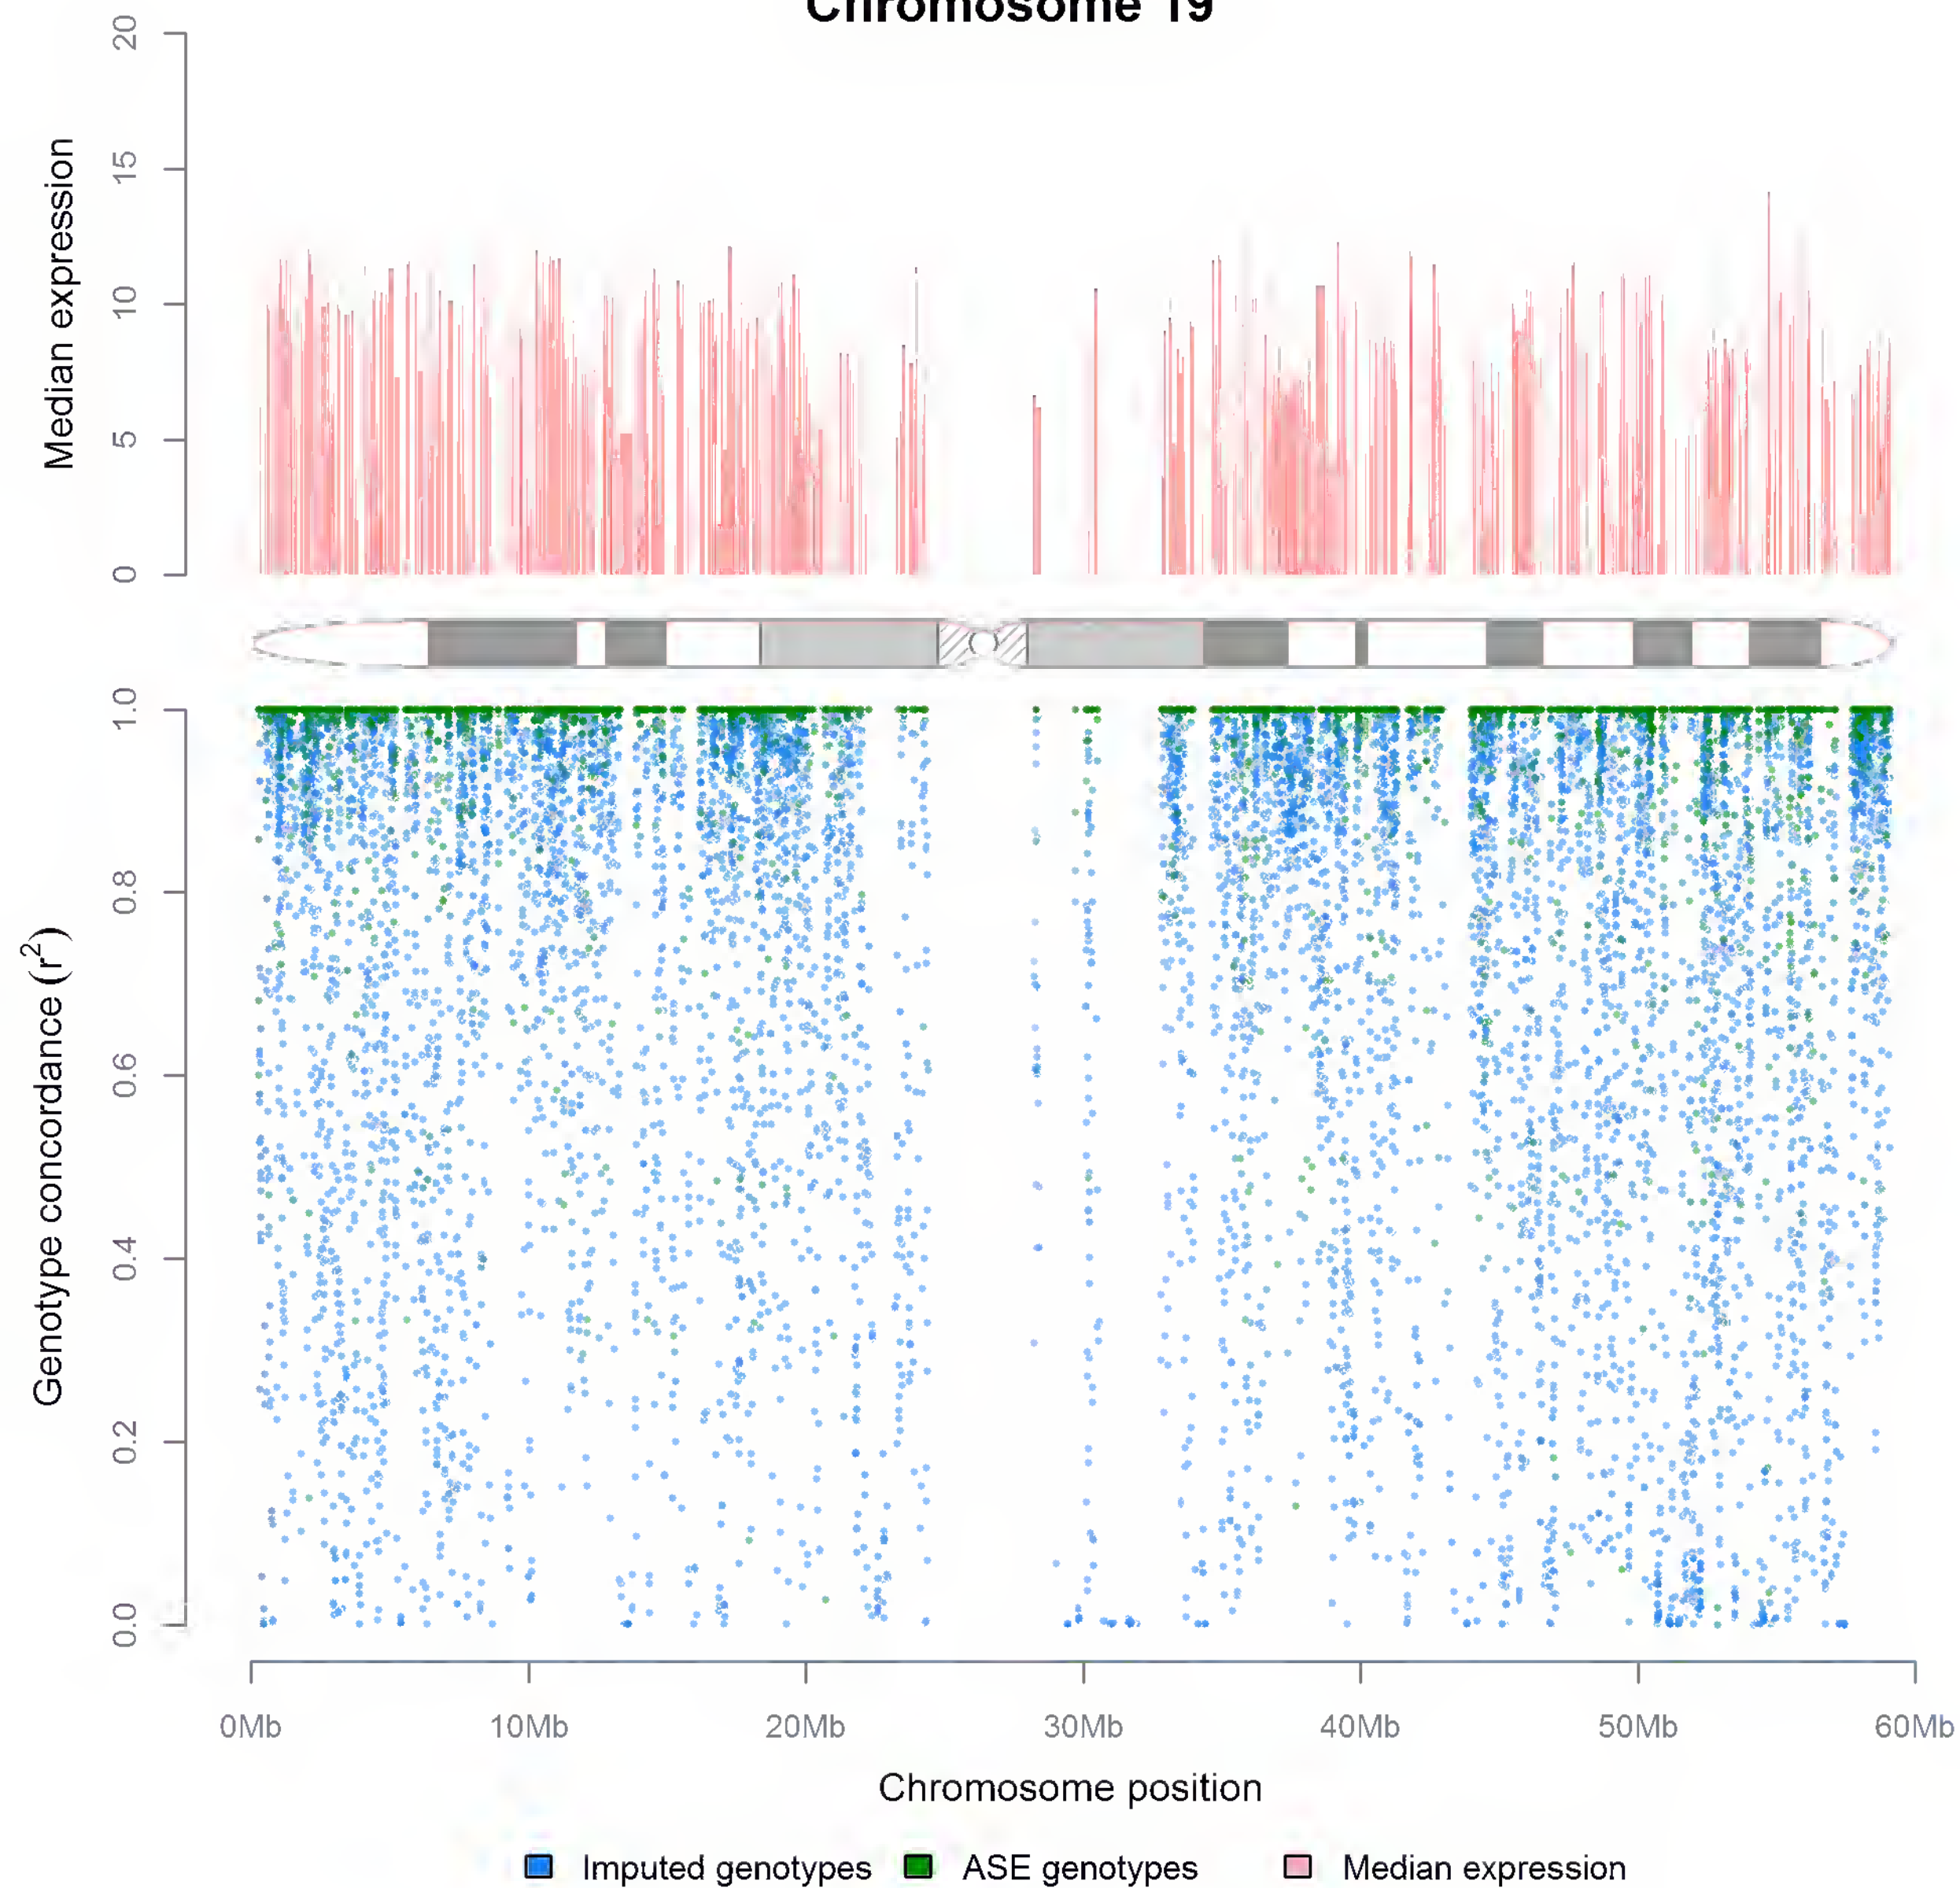 Chromosome 19
20
15
10
5
0
Median expression
1.0
0.8
0.6
0.4
0.2
0.0
Genotype concordance (r²)
0Mb 10Mb 20Mb 30Mb 40Mb 50Mb 60Mb
Chromosome position
Imputed genotypes ASE genotypes Median expression